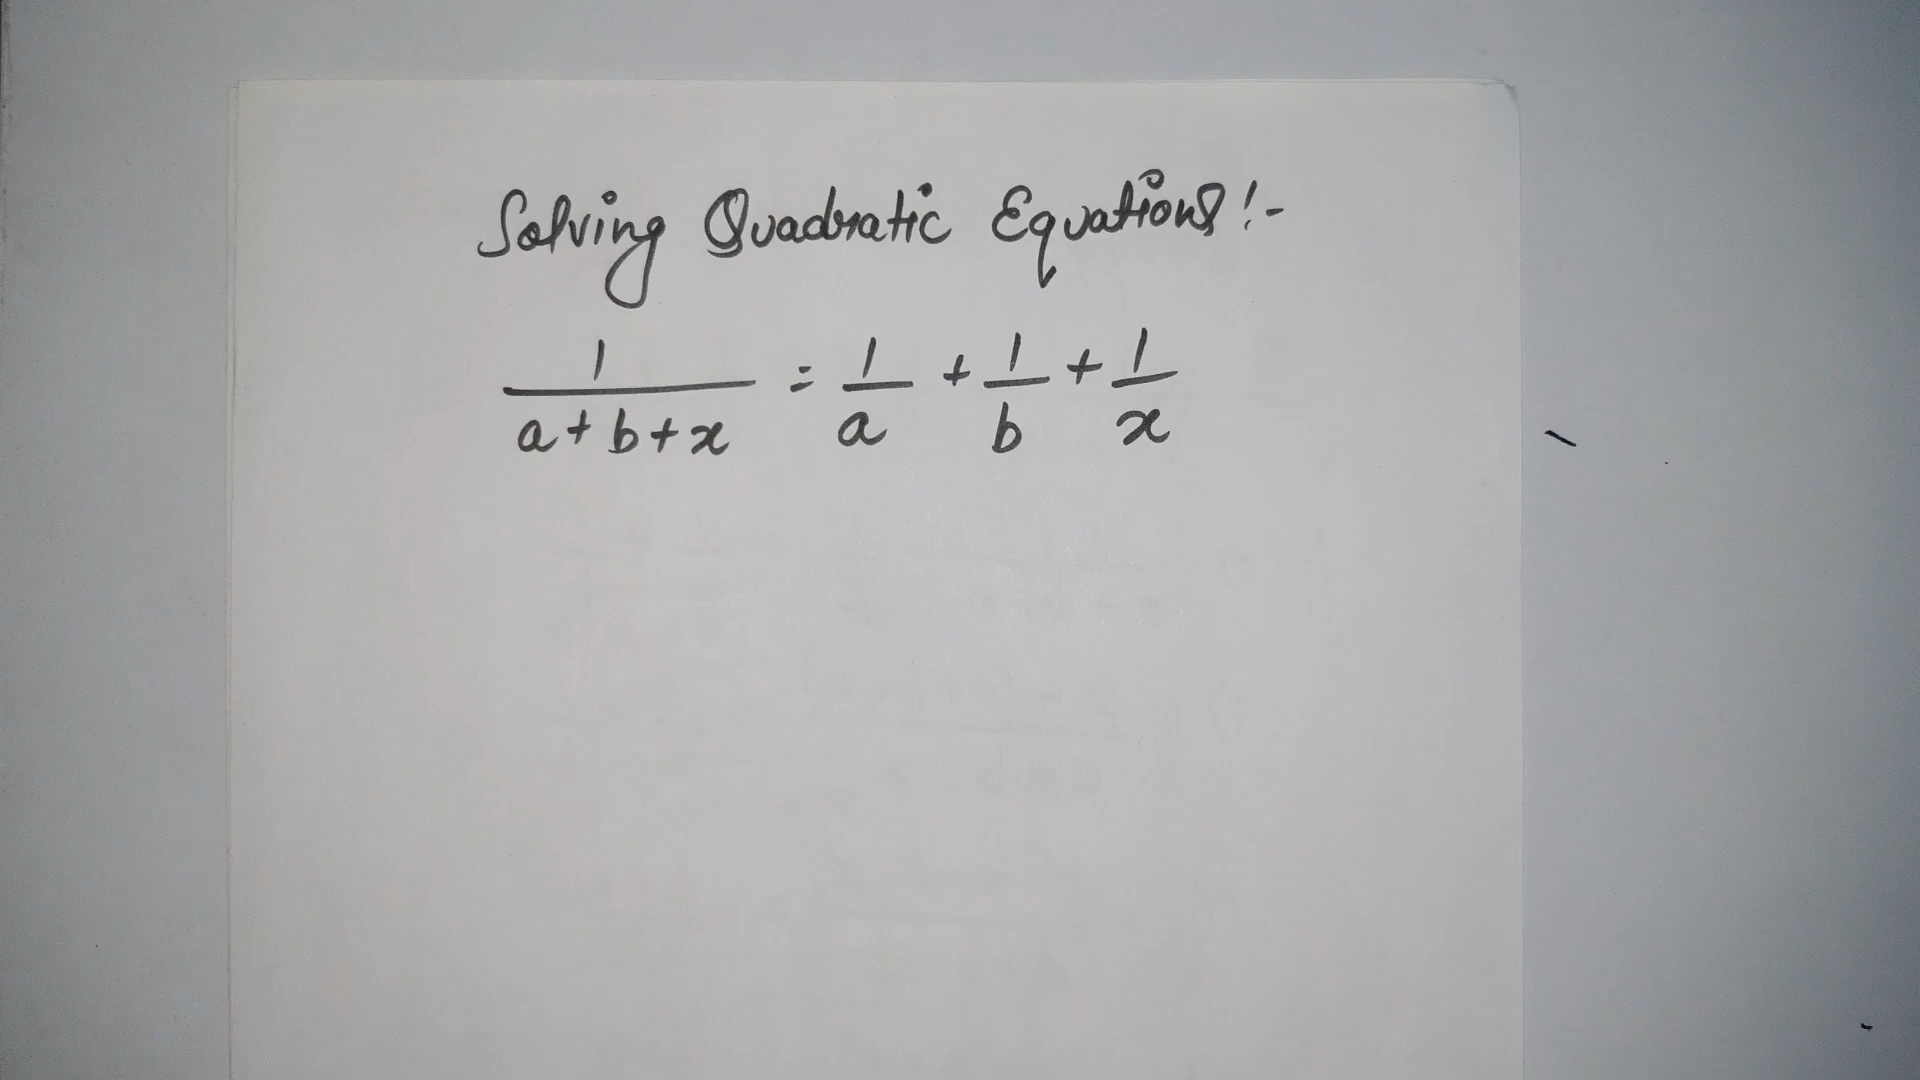 Solving Quadratic Equations!-
1/(a+b+x) = 1/a + 1/b + 1/x